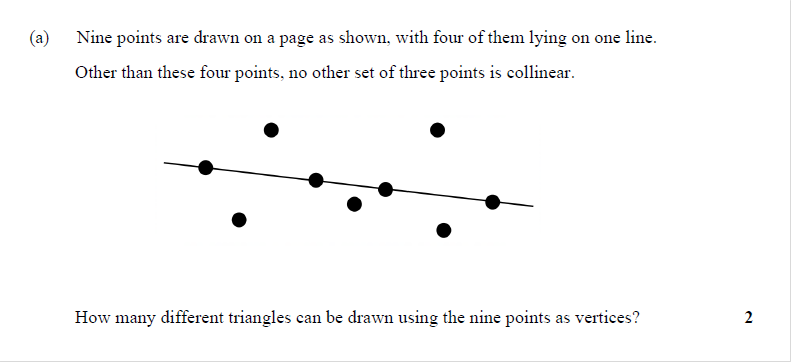 (a) Nine points are drawn on a page as shown, with four of them lying on one line.
Other than these four points, no other set of three points is collinear.
How many different triangles can be drawn using the nine points as vertices? 2